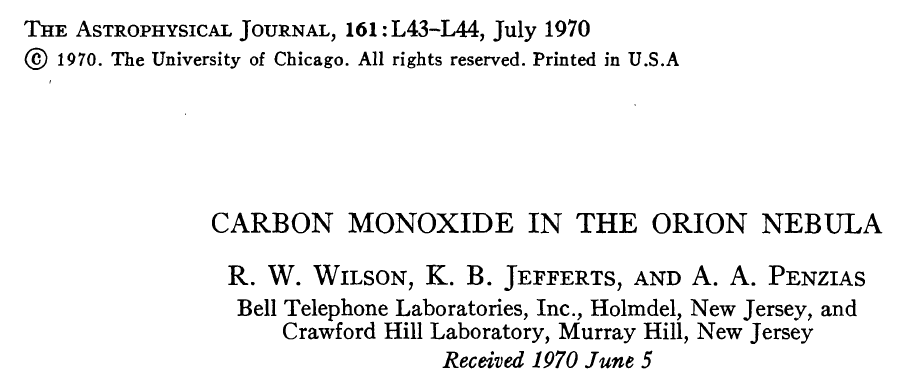 THE ASTROPHYSICAL JOURNAL, 161:L43–L44, July 1970
© 1970. The University of Chicago. All rights reserved. Printed in U.S.A
CARBON MONOXIDE IN THE ORION NEBULA
R. W. WILSON, K. B. JEFFERTS, AND A. A. PENZIAS
Bell Telephone Laboratories, Inc., Holmdel, New Jersey, and
Crawford Hill Laboratory, Murray Hill, New Jersey
Received 1970 June 5